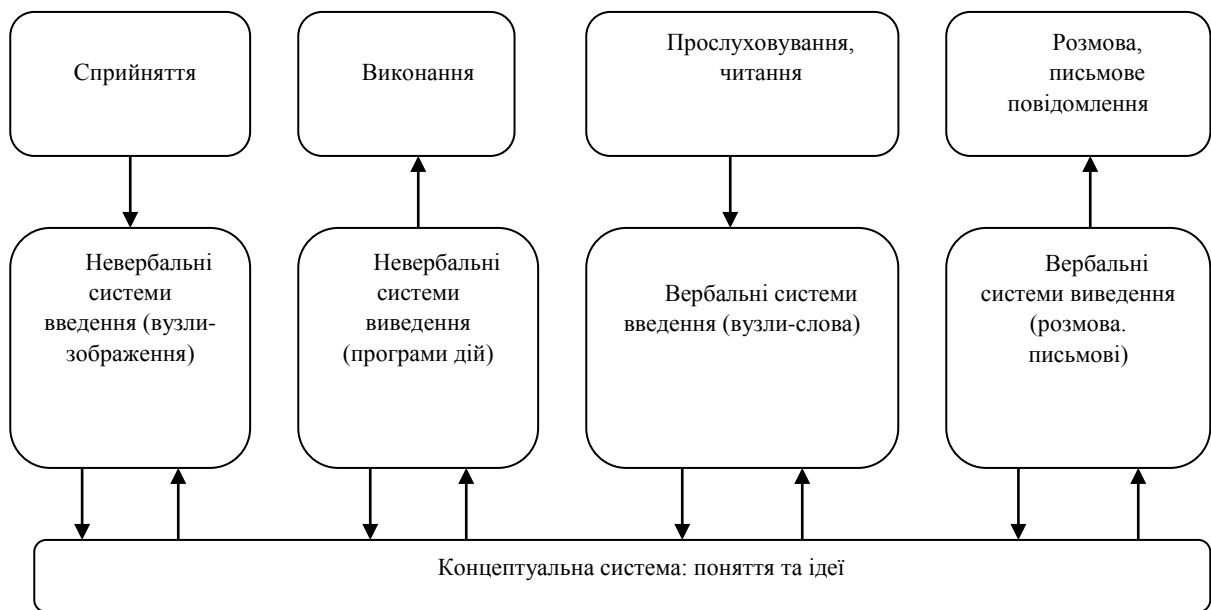 Сприйняття
Виконання
Прослуховування,
читання
Розмова,
письмове
повідомлення
Невербальні
системи
введення (вузли-
зображення)
Невербальні
системи
виведення
(програми дій)
Вербальні системи
введення (вузли-слова)
Вербальні
системи виведення
(розмова.
письмові)
Концептуальна система: поняття та ідеї